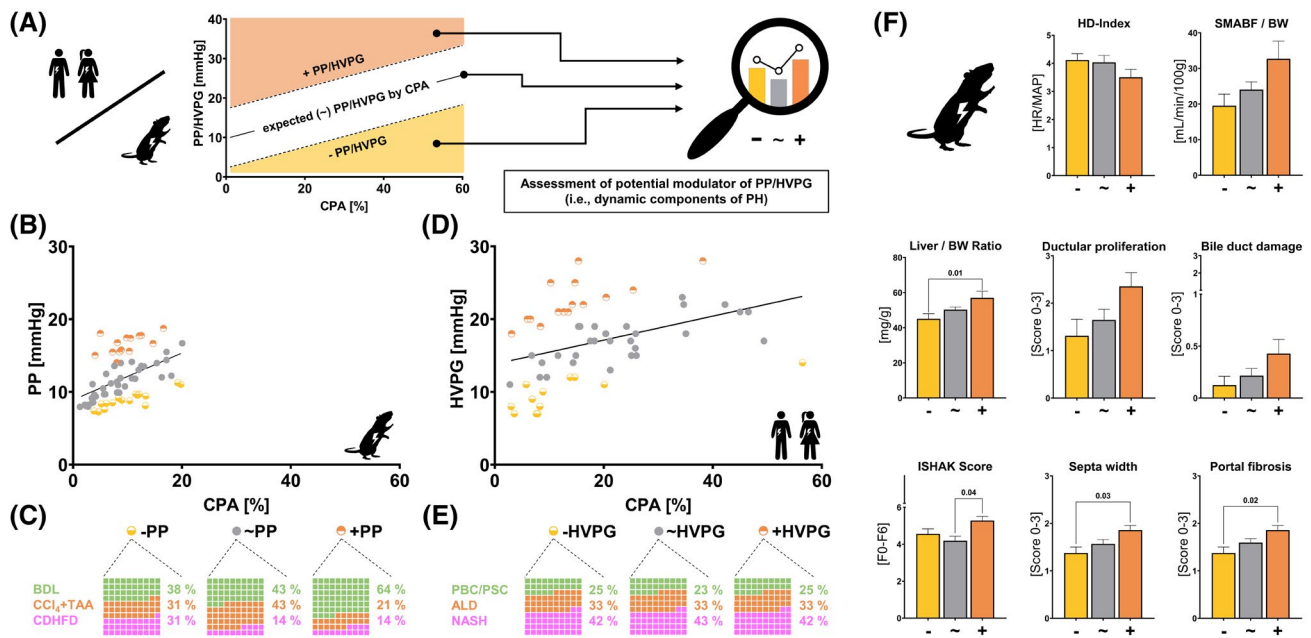 (A)
PP/HVPG [mmHg]
40
30
20
10
0
0
20
40
60
CPA [%]
+ PP/HVPG
expected (~) PP/HVPG by CPA
- PP/HVPG
- ~ +
Assessment of potential modulator of PP/HVPG
(i.e., dynamic components of PH)
(B)
PP [mmHg]
30
20
10
0
0
20
40
60
CPA [%]
(D)
HVPG [mmHg]
30
20
10
0
0
20
40
60
CPA [%]
(C)
-PP
~PP
+PP
BDL 38 % 43 % 64 %
CCl4+TAA 31 % 43 % 21 %
CDHFD 31 % 14 % 14 %
(E)
-HVPG
~HVPG
+HVPG
PBC/PSC 25 % 23 % 25 %
ALD 33 % 33 % 33 %
NASH 42 % 43 % 42 %
(F)
HD-Index
[HR/MAP]
5
4
3
2
1
0
- ~ +
SMABF / BW
[mL/min/100g]
40
30
20
10
0
- ~ +
Liver / BW Ratio
[mg/g]
80
60
40
20
0
0.01
- ~ +
Ductular proliferation
[Score 0-3]
3
2
1
0
- ~ +
Bile duct damage
[Score 0-3]
3
2
1
0.5
0.0
- ~ +
ISHAK Score
[F0-F6]
6
4
2
0
0.04
- ~ +
Septa width
[Score 0-3]
3
2
1
0
0.03
- ~ +
Portal fibrosis
[Score 0-3]
3
2
1
0
0.02
- ~ +